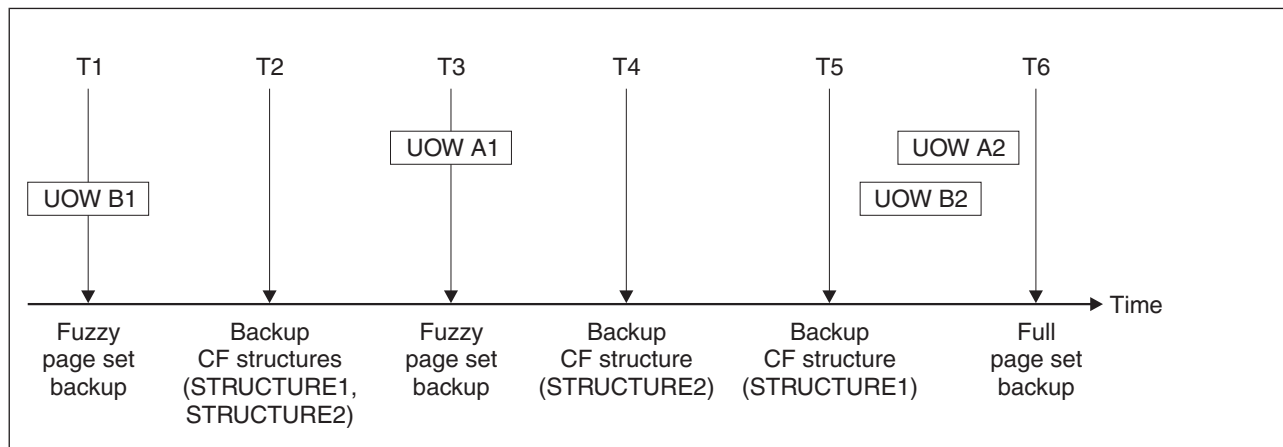 T1
T2
T3
T4
T5
T6
UOW A1
UOW A2
UOW B1
UOW B2
Time
Fuzzy
page set
backup
Backup
CF structures
(STRUCTURE1,
STRUCTURE2)
Fuzzy
page set
backup
Backup
CF structure
(STRUCTURE2)
Backup
CF structure
(STRUCTURE1)
Full
page set
backup